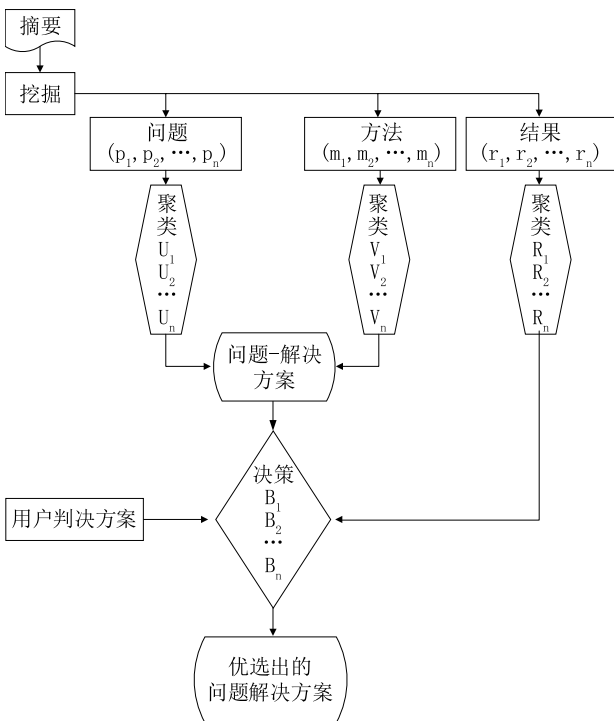 摘要
挖掘
问题
(p₁, p₂, ⋯, pₙ)
方法
(m₁, m₂, ⋯, mₙ)
结果
(r₁, r₂, ⋯, rₙ)
聚
类
U₁
U₂
⋯
Uₙ
聚
类
V₁
V₂
⋯
Vₙ
聚
类
R₁
R₂
⋯
Rₙ
问题-解决
方案
决策
B₁
B₂
⋯
Bₙ
用户判决方案
优选出的
问题解决方案